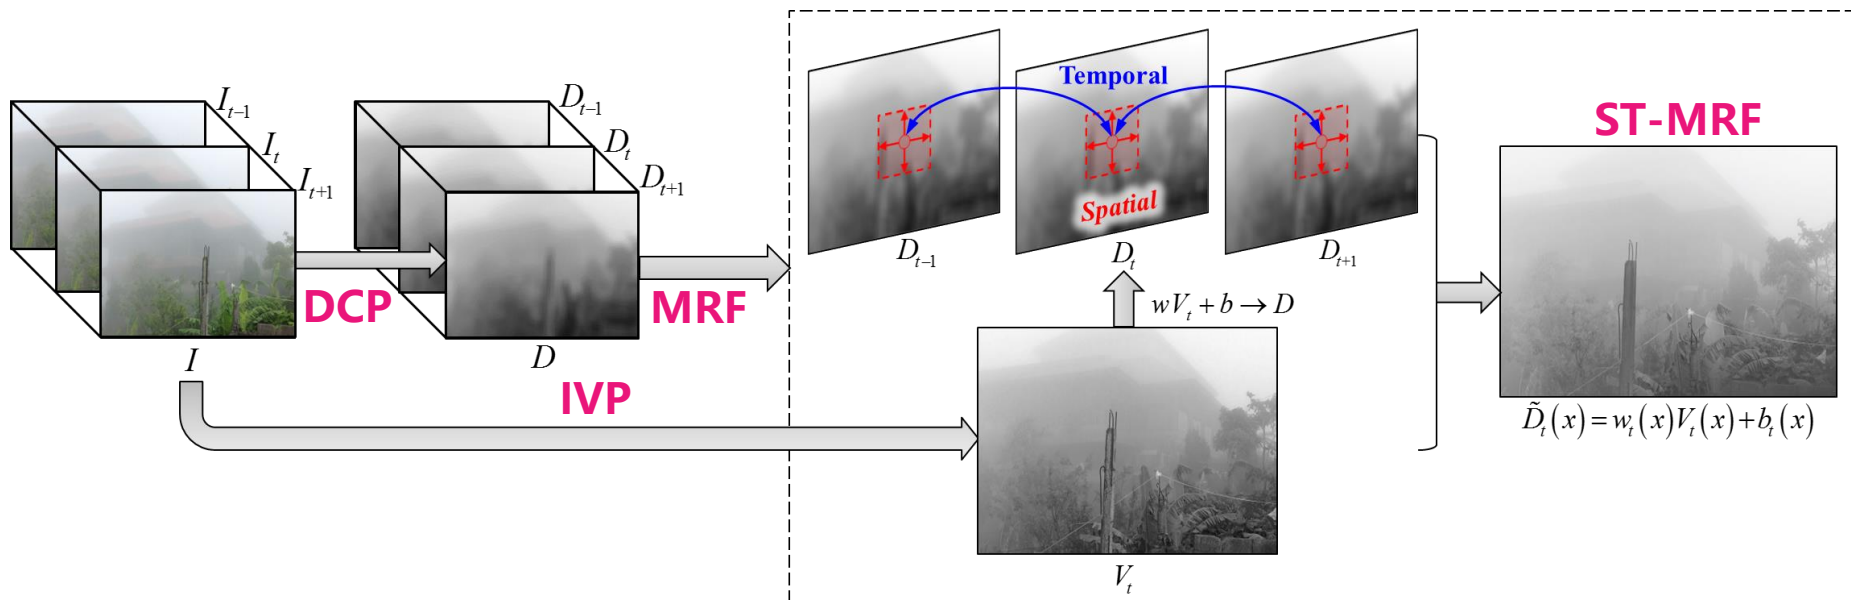 I_{t-1}
I_t
I_{t+1}
I
DCP
D_{t-1}
D_t
D_{t+1}
D
MRF
IVP
Temporal
Spatial
D_{t-1}
D_t
D_{t+1}
wV_t + b → D
V_t
ST-MRF
D̃_t(x) = w_t(x)V_t(x) + b_t(x)